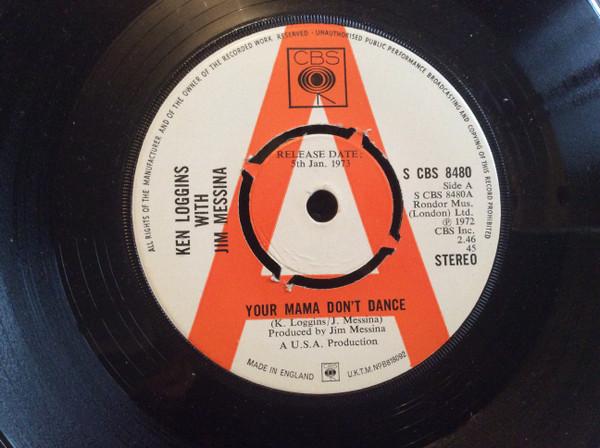 ALL RIGHTS OF THE MANUFACTURER AND OF THE OWNER OF THE RECORDED WORK RESERVED · UNAUTHORISED PUBLIC PERFORMANCE BROADCASTING AND COPYING OF THIS RECORD PROHIBITED
CBS
RELEASE DATE:
5th Jan. 1973
KEN LOGGINS
WITH
JIM MESSINA
S CBS 8480
Side A
S CBS 8480A
Rondor Mus.
(London) Ltd.
℗ 1972
CBS Inc.
2.46
45
STEREO
YOUR MAMA DON'T DANCE
(K. Loggins/J. Messina)
Produced by Jim Messina
A U.S.A. Production
MADE IN ENGLAND
U.K.T.M. Nº B818092